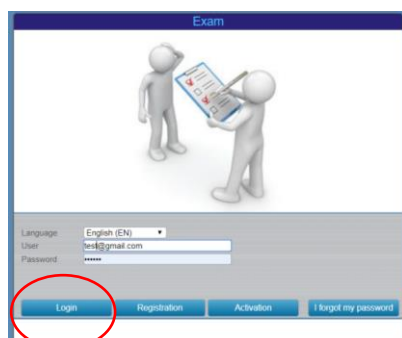 Exam
Language English (EN)
User test@gmail.com
Password ••••••
Login Registration Activation I forgot my password